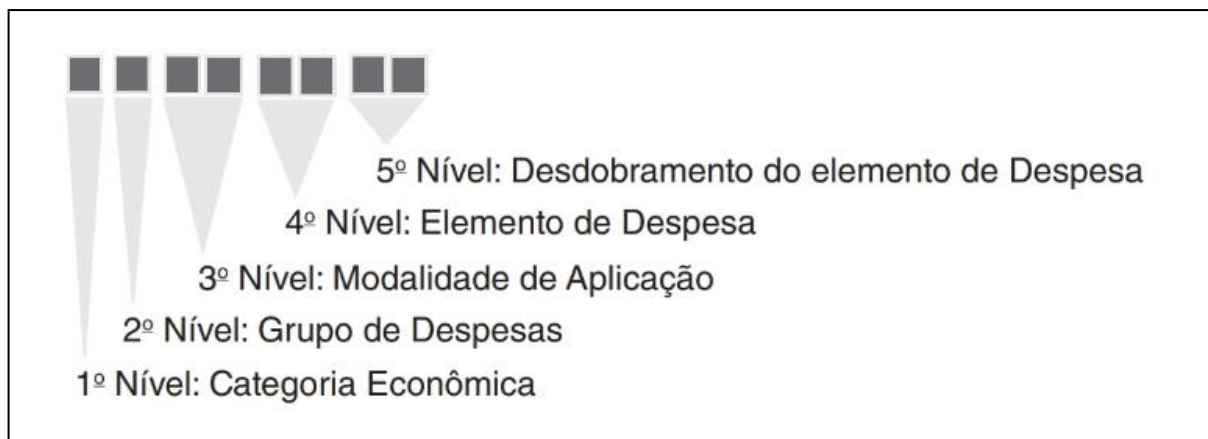 5º Nível: Desdobramento do elemento de Despesa
4º Nível: Elemento de Despesa
3º Nível: Modalidade de Aplicação
2º Nível: Grupo de Despesas
1º Nível: Categoria Econômica